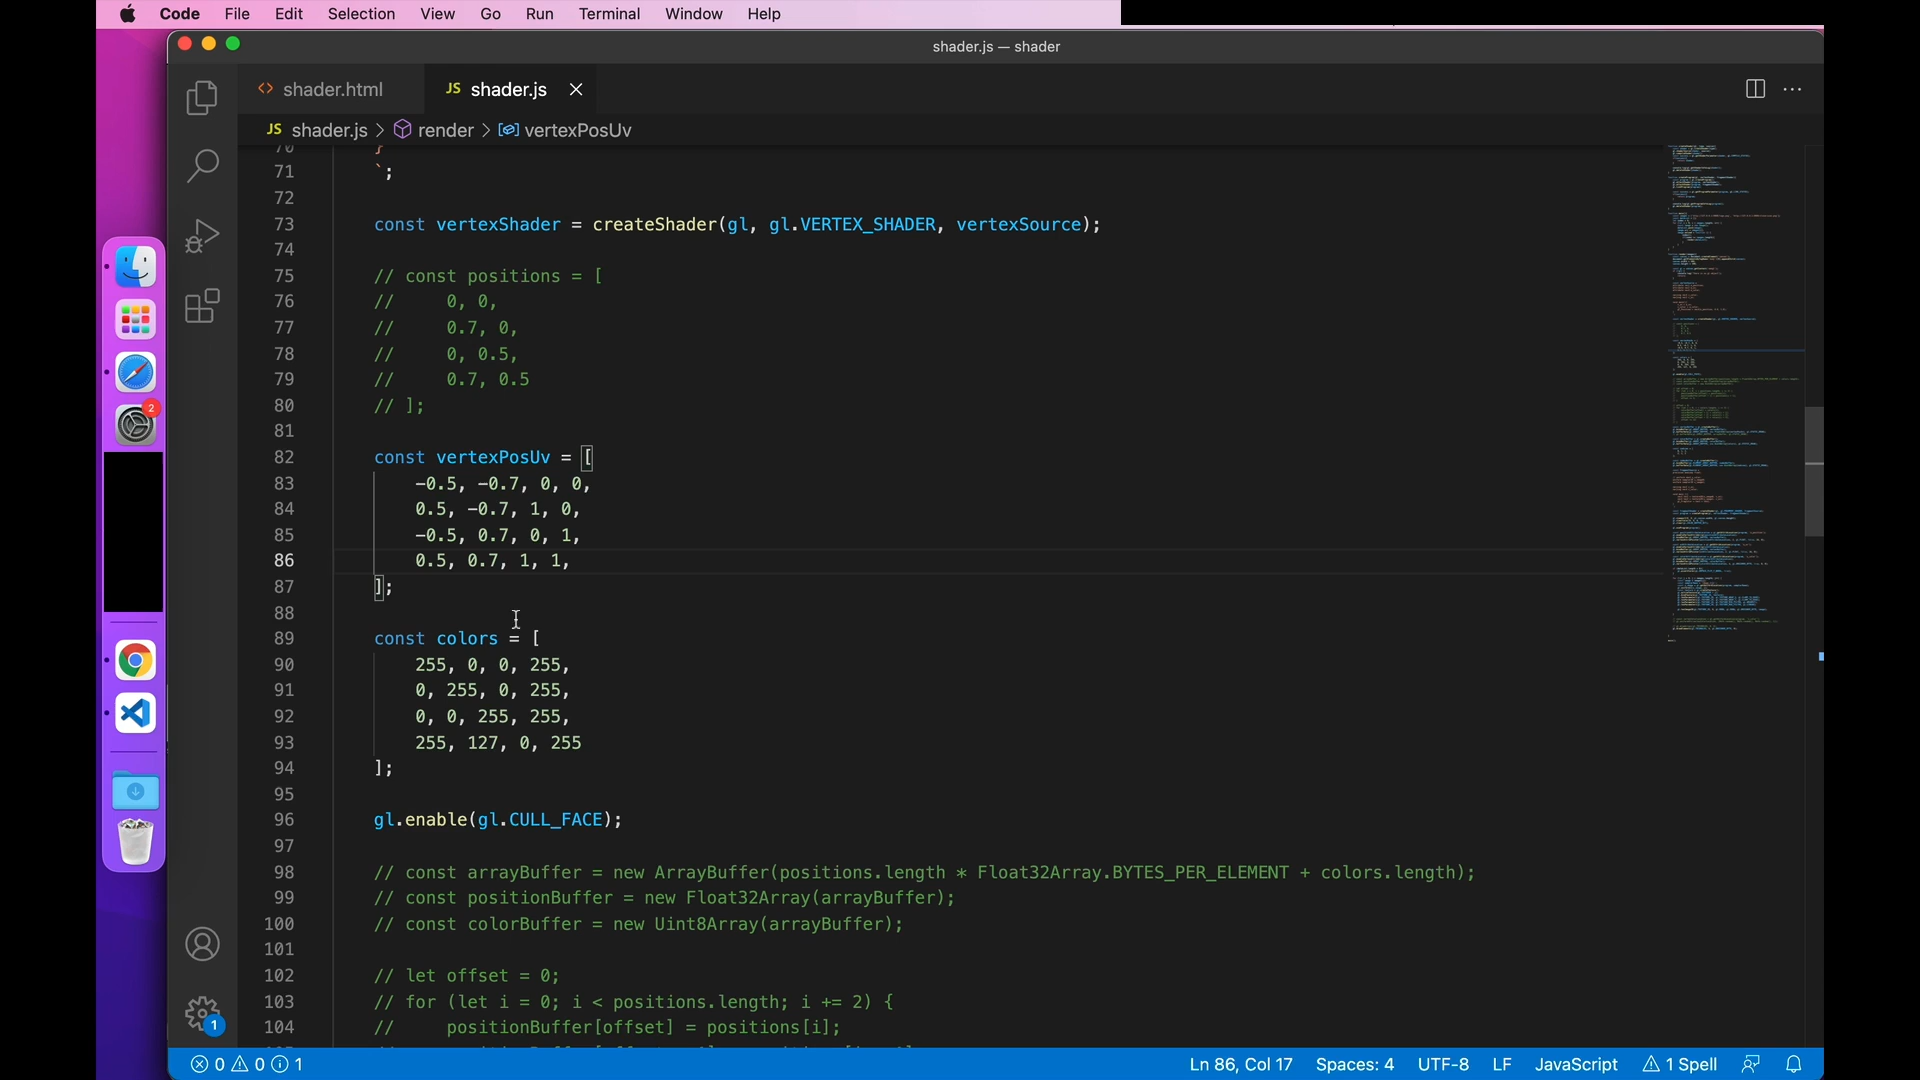 Code File Edit Selection View Go Run Terminal Window Help
shader.js — shader
<> shader.html JS shader.js
JS shader.js > render > vertexPosUv
70 }
71 `;
72
73 const vertexShader = createShader(gl, gl.VERTEX_SHADER, vertexSource);
74
75 // const positions = [
76 //     0, 0,
77 //     0.7, 0,
78 //     0, 0.5,
79 //     0.7, 0.5
80 // ];
81
82 const vertexPosUv = [
83     -0.5, -0.7, 0, 0,
84     0.5, -0.7, 1, 0,
85     -0.5, 0.7, 0, 1,
86     0.5, 0.7, 1, 1,
87 ];
88
89 const colors = [
90     255, 0, 0, 255,
91     0, 255, 0, 255,
92     0, 0, 255, 255,
93     255, 127, 0, 255
94 ];
95
96 gl.enable(gl.CULL_FACE);
97
98 // const arrayBuffer = new ArrayBuffer(positions.length * Float32Array.BYTES_PER_ELEMENT + colors.length);
99 // const positionBuffer = new Float32Array(arrayBuffer);
100 // const colorBuffer = new Uint8Array(arrayBuffer);
101
102 // let offset = 0;
103 // for (let i = 0; i < positions.length; i += 2) {
104 //     positionBuffer[offset] = positions[i];
2
1
0 0 1 Ln 86, Col 17 Spaces: 4 UTF-8 LF JavaScript 1 Spell